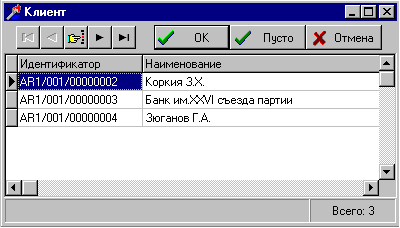 Клиент
OK Пусто Отмена
Идентификатор Наименование
AR1/001/00000002 Коркия З.Х.
AR1/001/00000003 Банк им.XXVI съезда партии
AR1/001/00000004 Зюганов Г.А.
Всего: 3